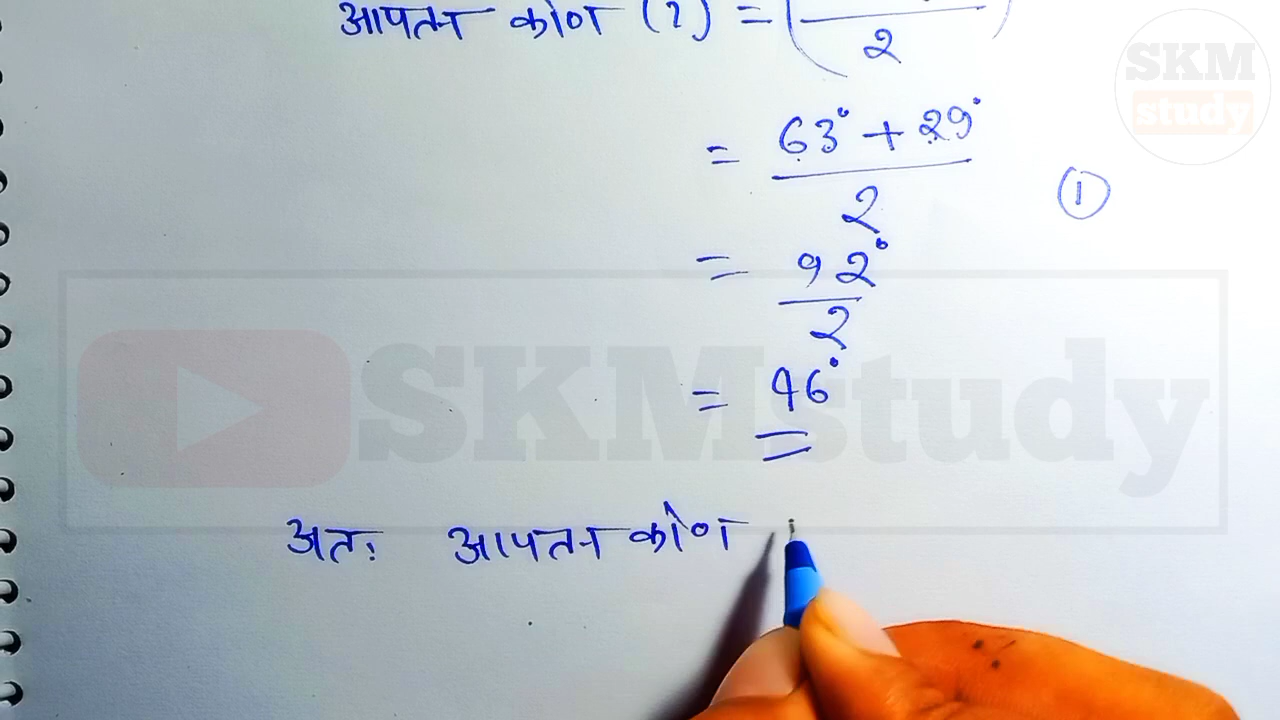 आपतन कोण (i) = ( / 2 )
SKM
study
= 63° + 29° / 2
①
= 92° / 2
SKMstudy
= 46°
अतः आपतन कोण